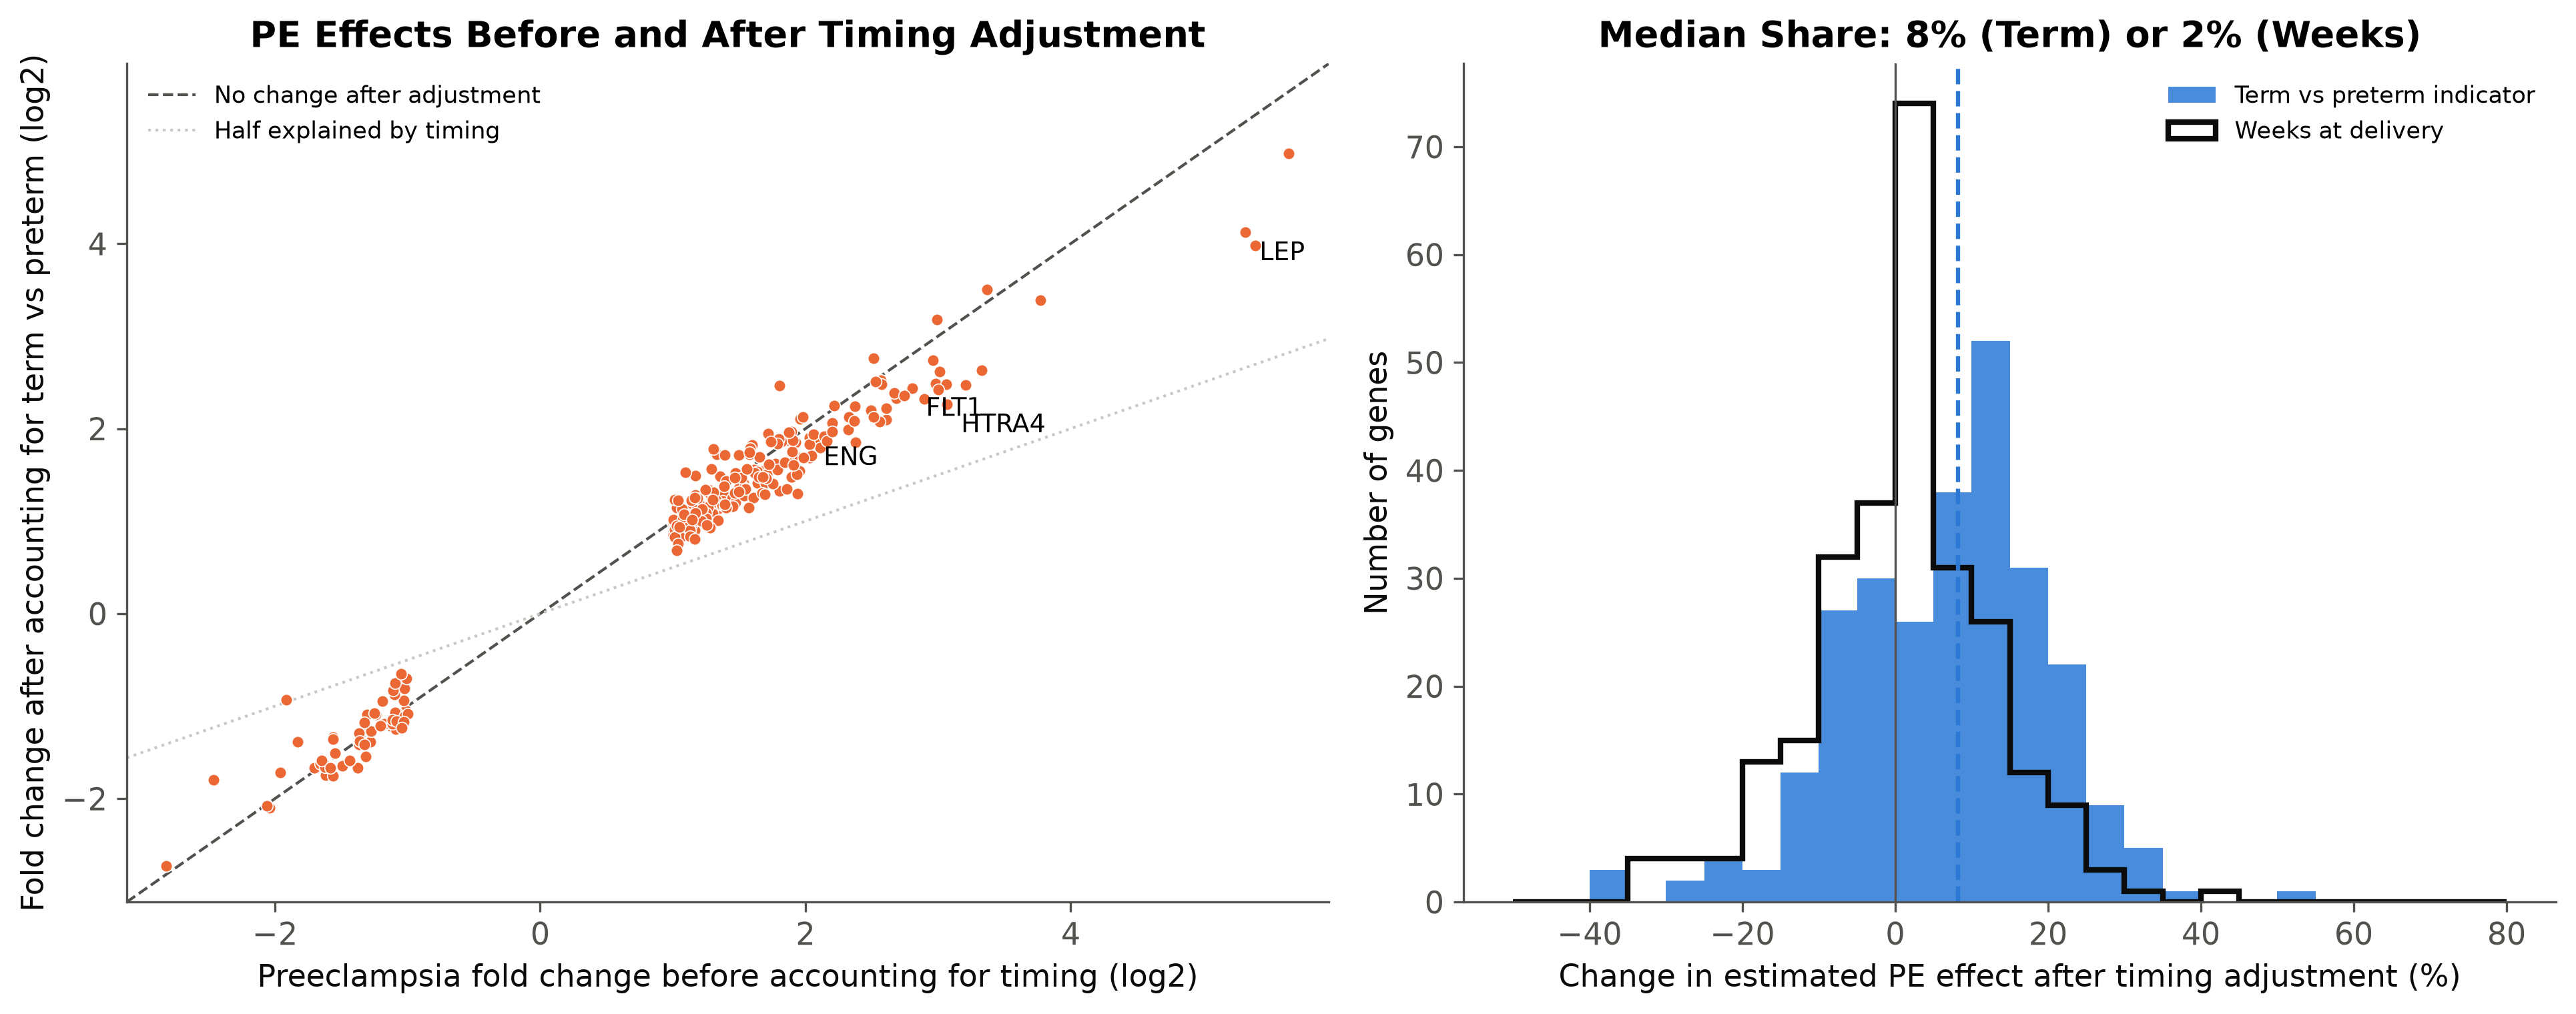 PE Effects Before and After Timing Adjustment
Fold change after accounting for term vs preterm (log2)
No change after adjustment
Half explained by timing
4
2
0
−2
LEP
FLT1
HTRA4
ENG
−2
0
2
4
Preeclampsia fold change before accounting for timing (log2)
Median Share: 8% (Term) or 2% (Weeks)
Number of genes
Term vs preterm indicator
Weeks at delivery
70
60
50
40
30
20
10
0
−40
−20
0
20
40
60
80
Change in estimated PE effect after timing adjustment (%)